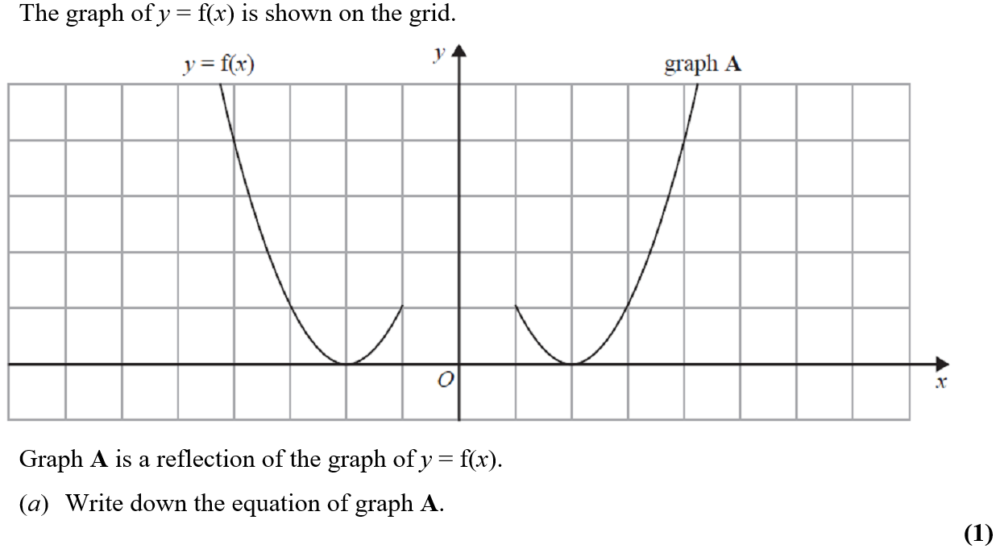 The graph of y = f(x) is shown on the grid.
y
y = f(x)
graph A
O
x
Graph A is a reflection of the graph of y = f(x).
(a) Write down the equation of graph A.
(1)